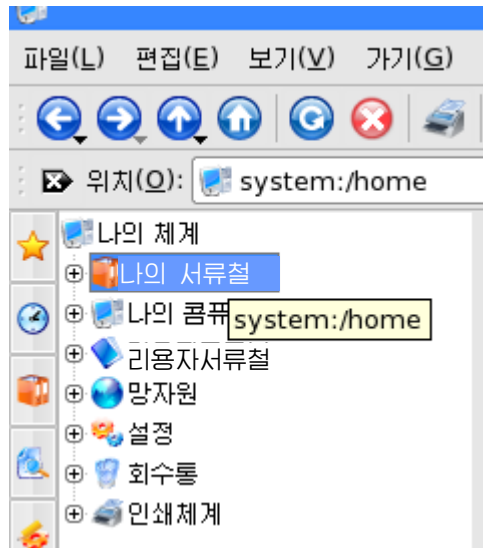 파일(L) 편집(E) 보기(V) 가기(G)
위치(O): system:/home
나의 체계
나의 서류철
나의 콤퓨
system:/home
리용자서류철
망자원
설정
회수통
인쇄체계